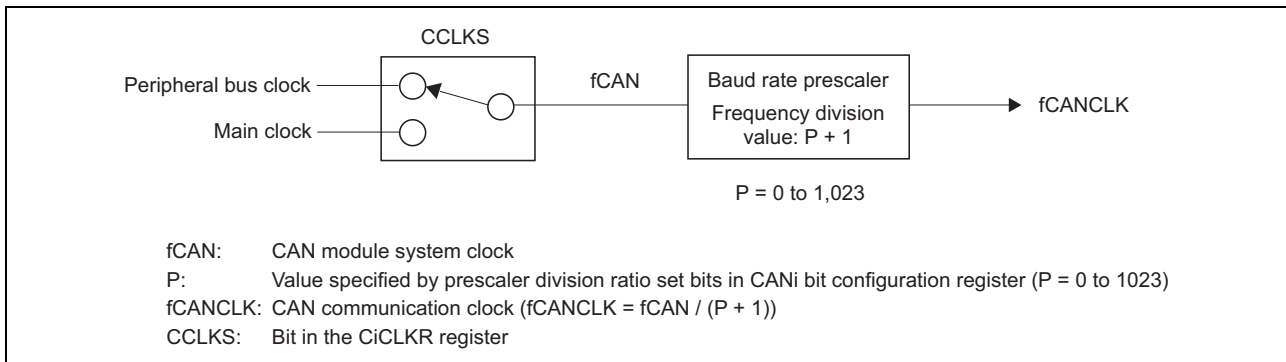 CCLKS
Peripheral bus clock
Main clock
fCAN
Baud rate prescaler
Frequency division
value: P + 1
fCANCLK
P = 0 to 1,023
fCAN: CAN module system clock
P: Value specified by prescaler division ratio set bits in CANi bit configuration register (P = 0 to 1023)
fCANCLK: CAN communication clock (fCANCLK = fCAN / (P + 1))
CCLKS: Bit in the CiCLKR register